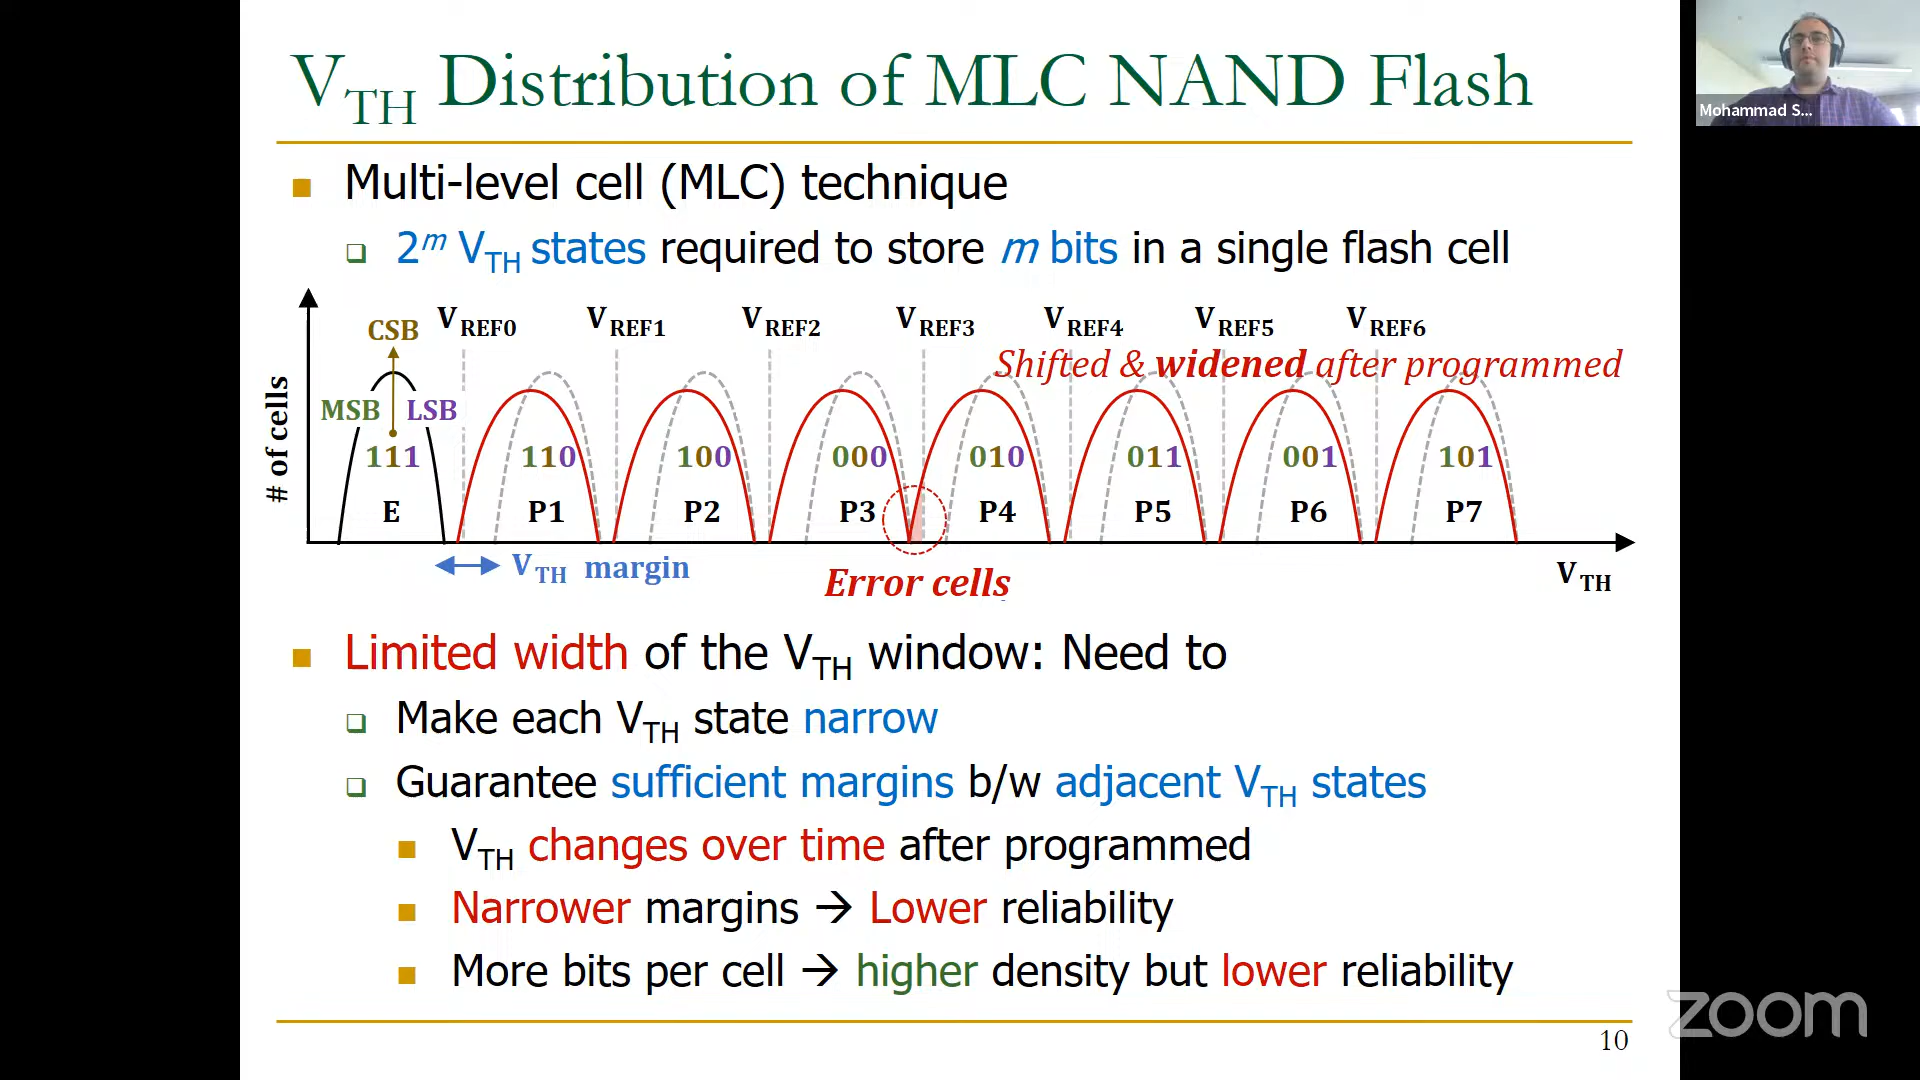 V_TH Distribution of MLC NAND Flash
Mohammad S...
Multi-level cell (MLC) technique
2^m V_TH states required to store m bits in a single flash cell
# of cells
CSB V_REF0 V_REF1 V_REF2 V_REF3 V_REF4 V_REF5 V_REF6
Shifted & widened after programmed
MSB LSB
111 110 100 000 010 011 001 101
E P1 P2 P3 P4 P5 P6 P7
V_TH margin
Error cells
V_TH
Limited width of the V_TH window: Need to
Make each V_TH state narrow
Guarantee sufficient margins b/w adjacent V_TH states
V_TH changes over time after programmed
Narrower margins → Lower reliability
More bits per cell → higher density but lower reliability
10
zoom